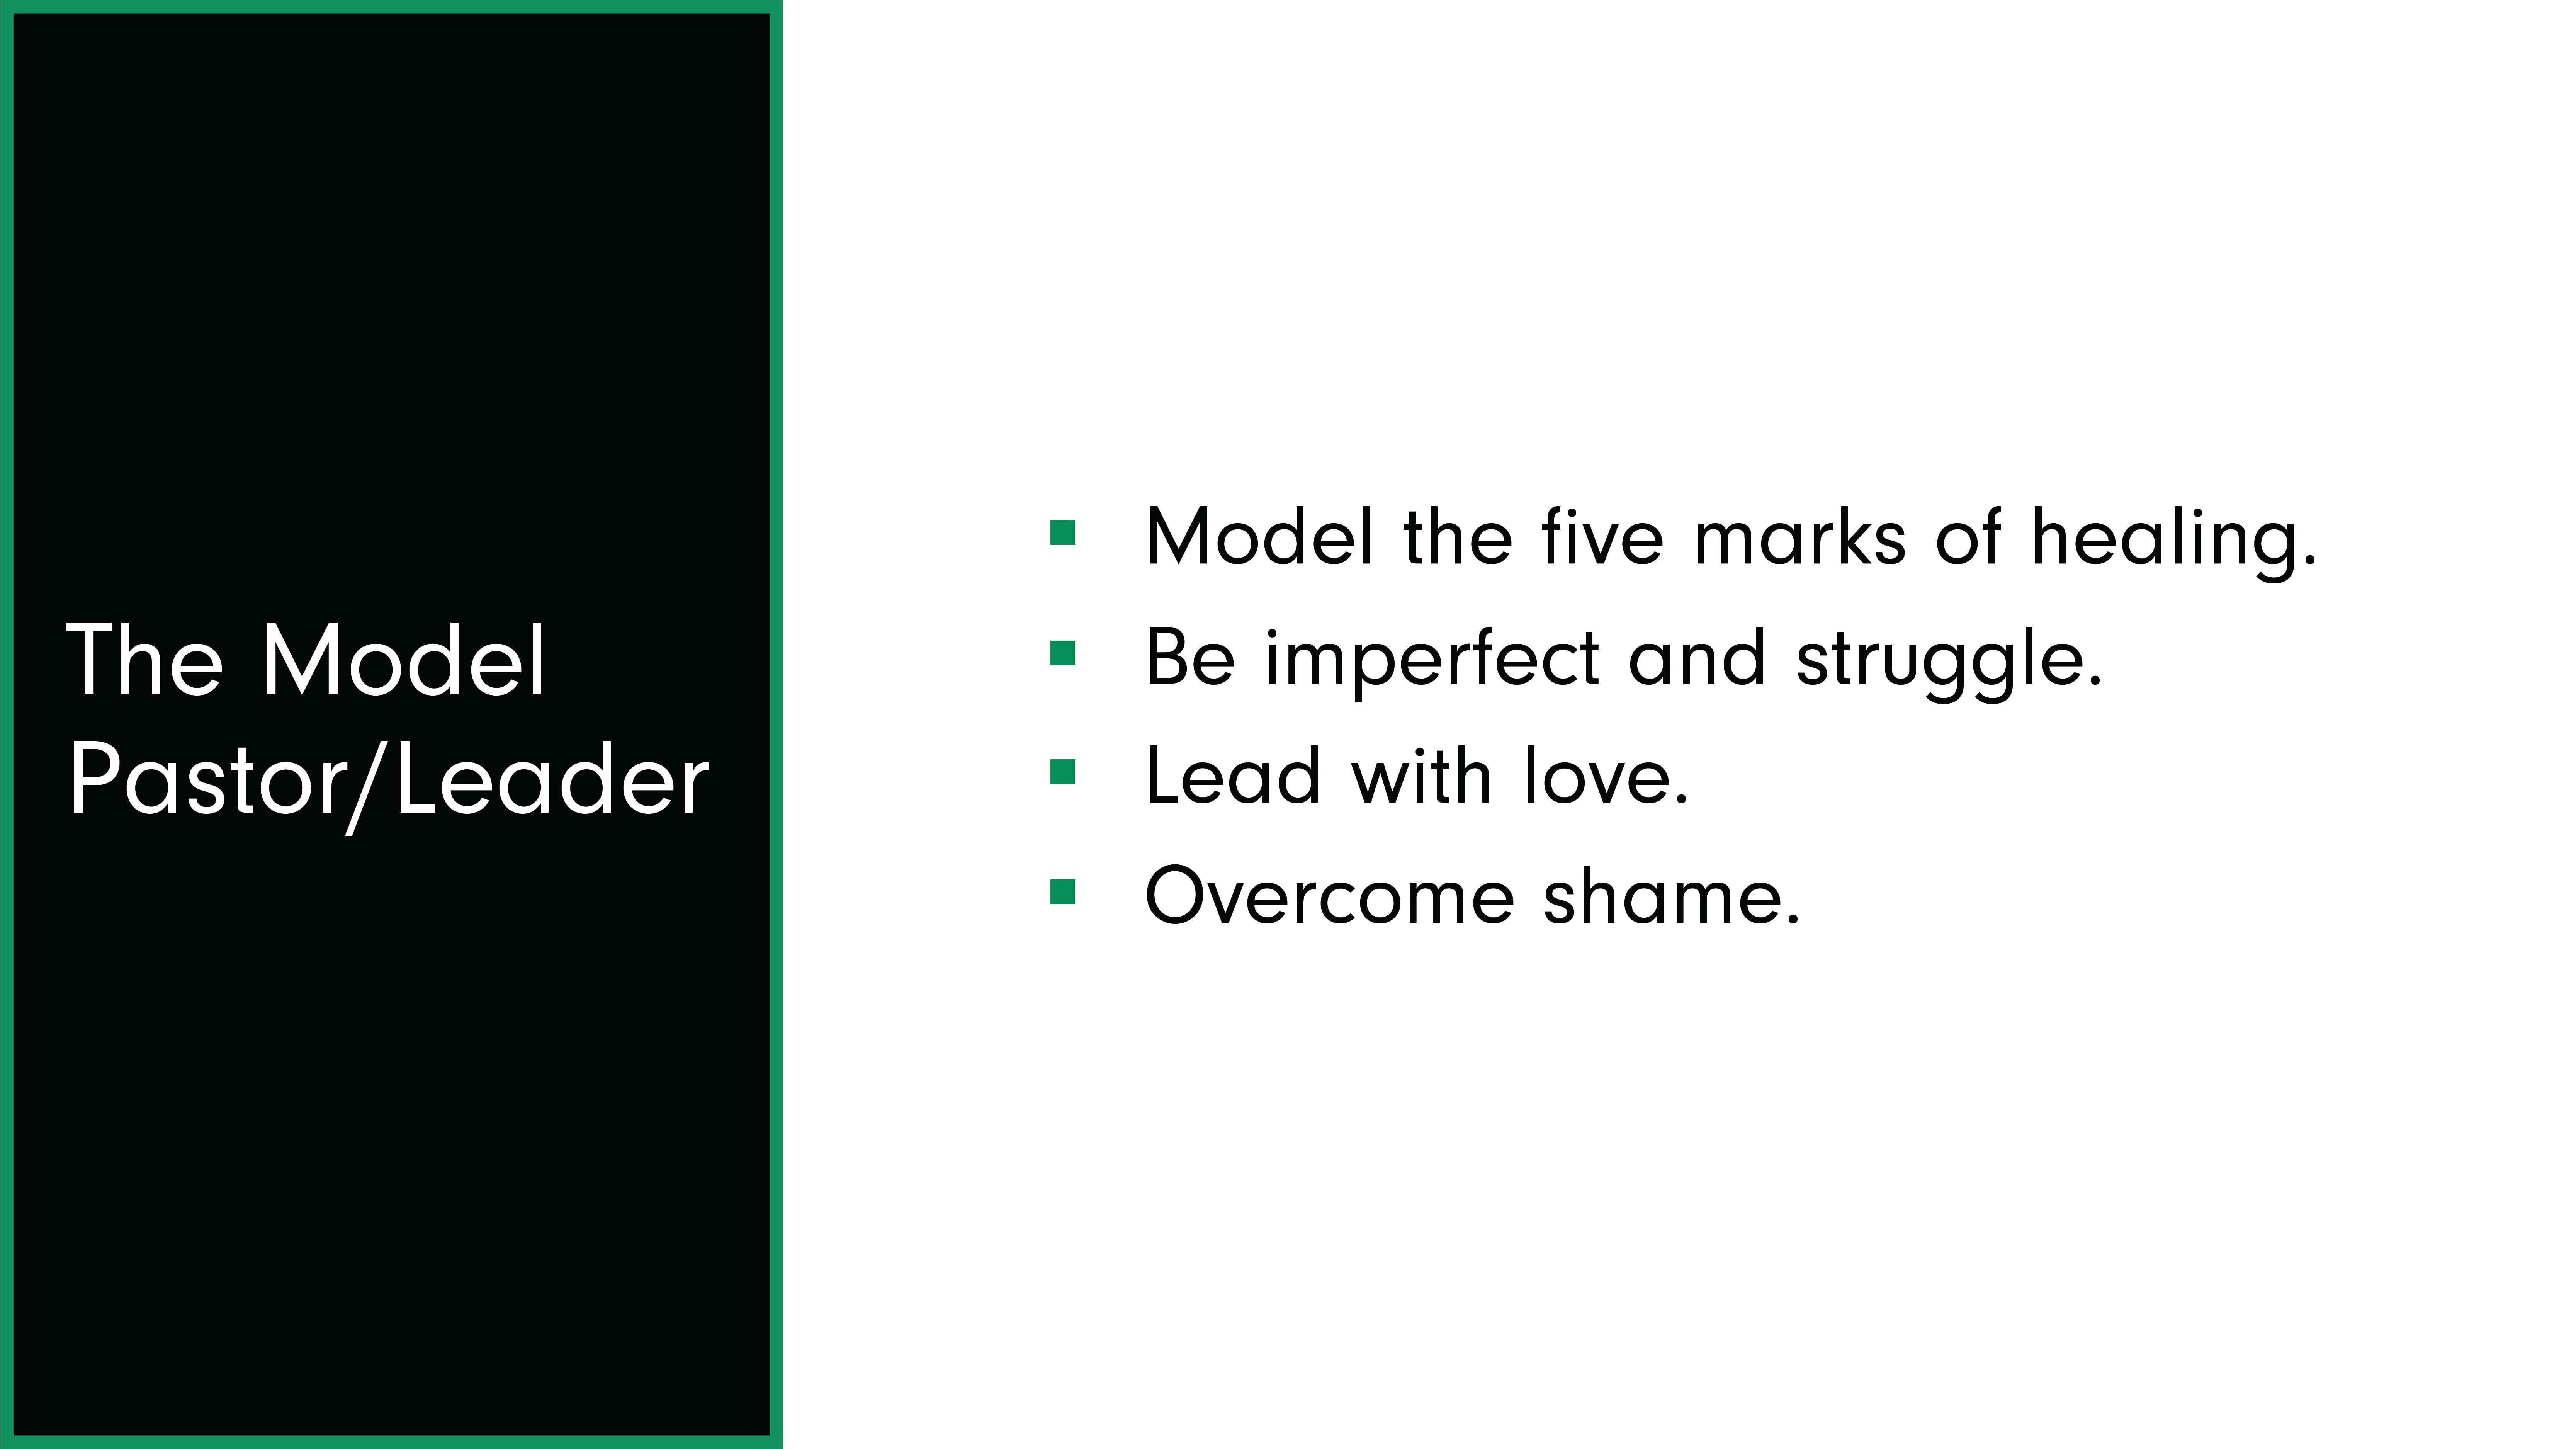 The Model
Pastor/Leader
Model the five marks of healing.
Be imperfect and struggle.
Lead with love.
Overcome shame.